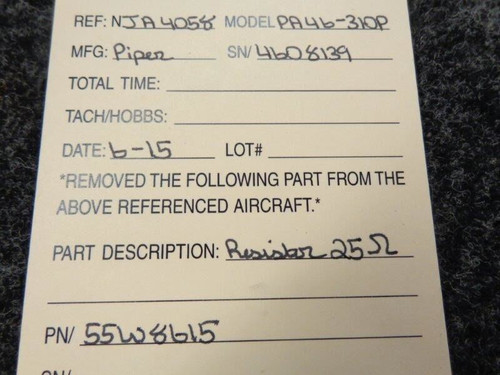 REF: NJA4058 MODEL PA46-310P
MFG: Piper SN/ 4608139
TOTAL TIME:
TACH/HOBBS:
DATE: 6-15 LOT#
*REMOVED THE FOLLOWING PART FROM THE
ABOVE REFERENCED AIRCRAFT.*
PART DESCRIPTION: Resistor 25Ω
PN/ 55W8615
SN/